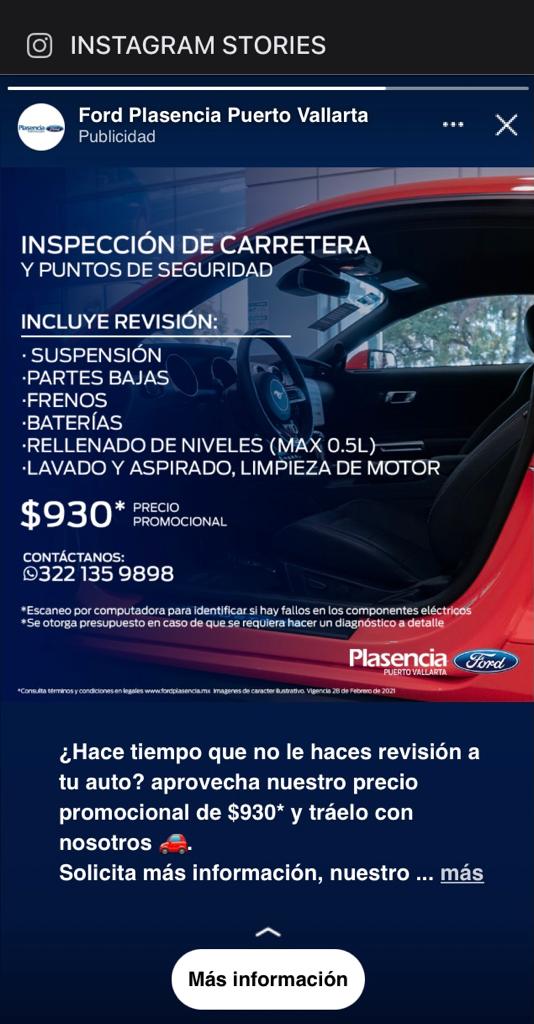 INSTAGRAM STORIES
Ford Plasencia Puerto Vallarta
Publicidad
INSPECCIÓN DE CARRETERA
Y PUNTOS DE SEGURIDAD
INCLUYE REVISIÓN:
· SUSPENSIÓN
·PARTES BAJAS
·FRENOS
·BATERÍAS
·RELLENADO DE NIVELES (MAX 0.5L)
·LAVADO Y ASPIRADO, LIMPIEZA DE MOTOR
$930* PRECIO
PROMOCIONAL
CONTÁCTANOS:
322 135 9898
*Escaneo por computadora para identificar si hay fallos en los componentes eléctricos
*Se otorga presupuesto en caso de que se requiera hacer un diagnóstico a detalle
Plasencia Ford
PUERTO VALLARTA
*Consulta términos y condiciones en legales www.fordplasencia.mx Imagenes de caracter ilustrativo. Vigencia 28 de Febrero de 2021
¿Hace tiempo que no le haces revisión a
tu auto? aprovecha nuestro precio
promocional de $930* y tráelo con
nosotros 🚗.
Solicita más información, nuestro ... más
Más información